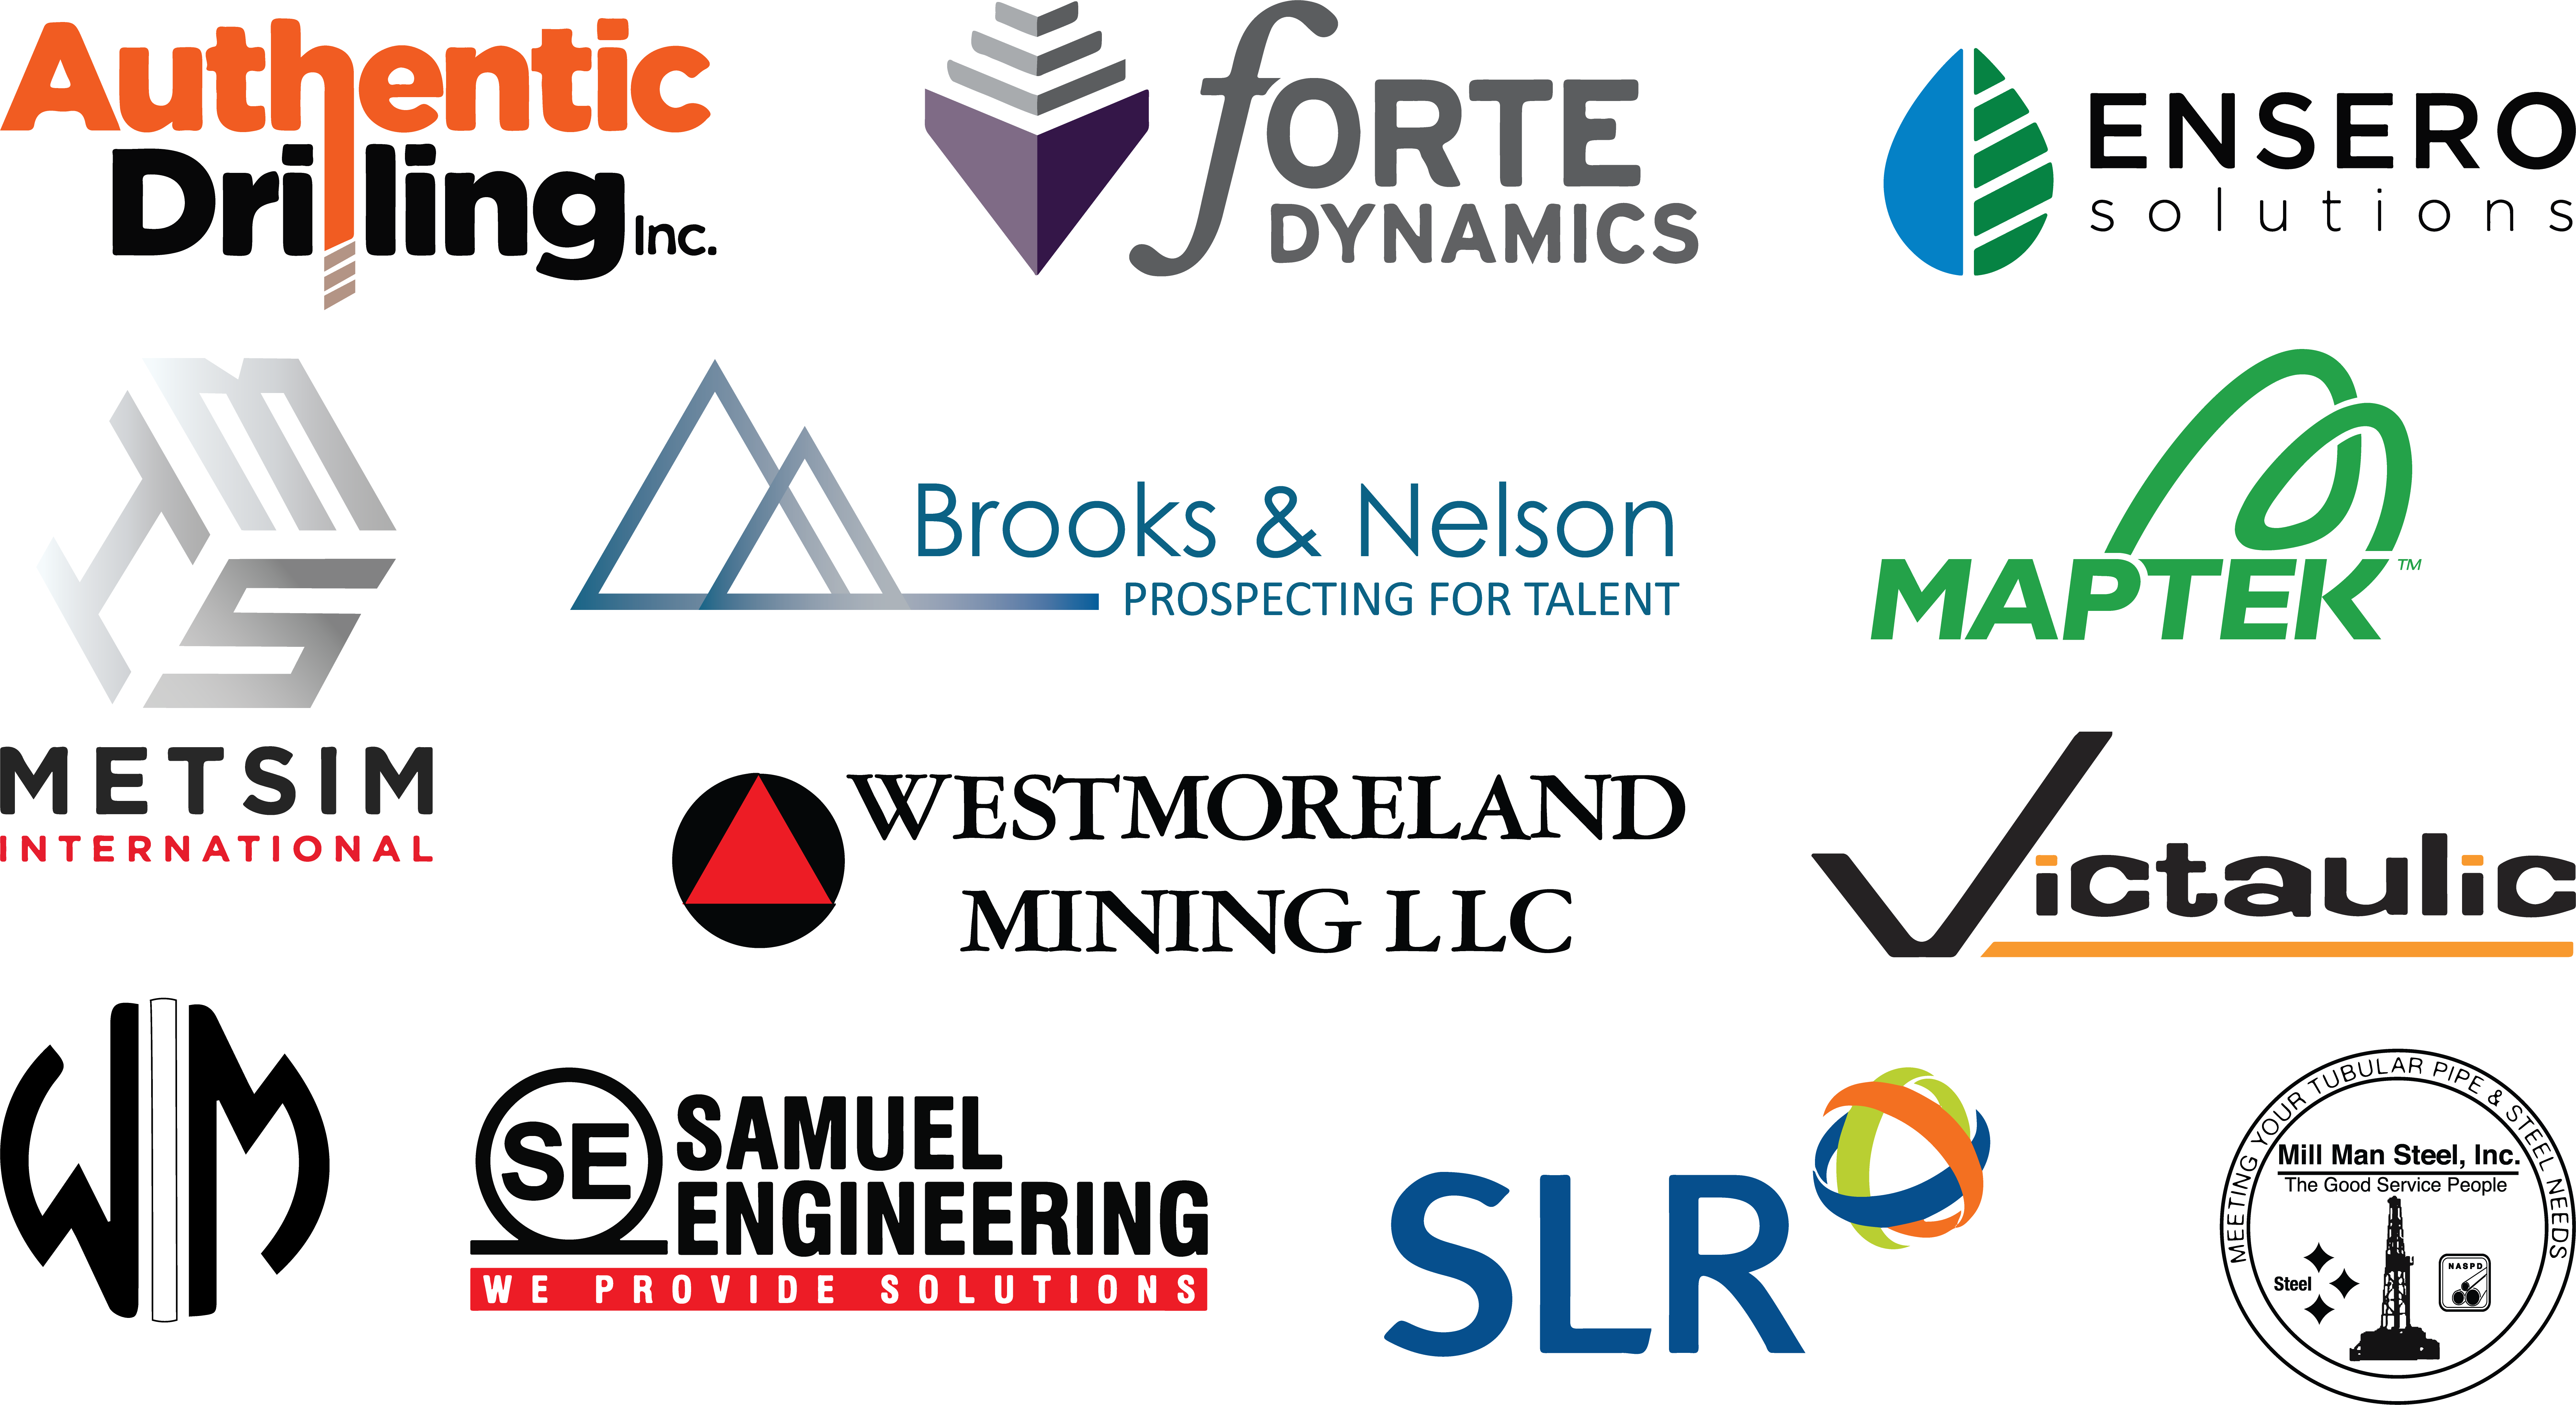 Authentic
Drilling Inc.
forte
DYNAMICS
ENSERO
solutions
MS
Brooks & Nelson
PROSPECTING FOR TALENT
MAPTEK™
METSIM
INTERNATIONAL
WESTMORELAND
MINING LLC
Victaulic
WIM
SE
SAMUEL
ENGINEERING
WE PROVIDE SOLUTIONS
SLR
MEETING YOUR TUBULAR PIPE & STEEL NEEDS
Mill Man Steel, Inc.
The Good Service People
Steel
NASPD